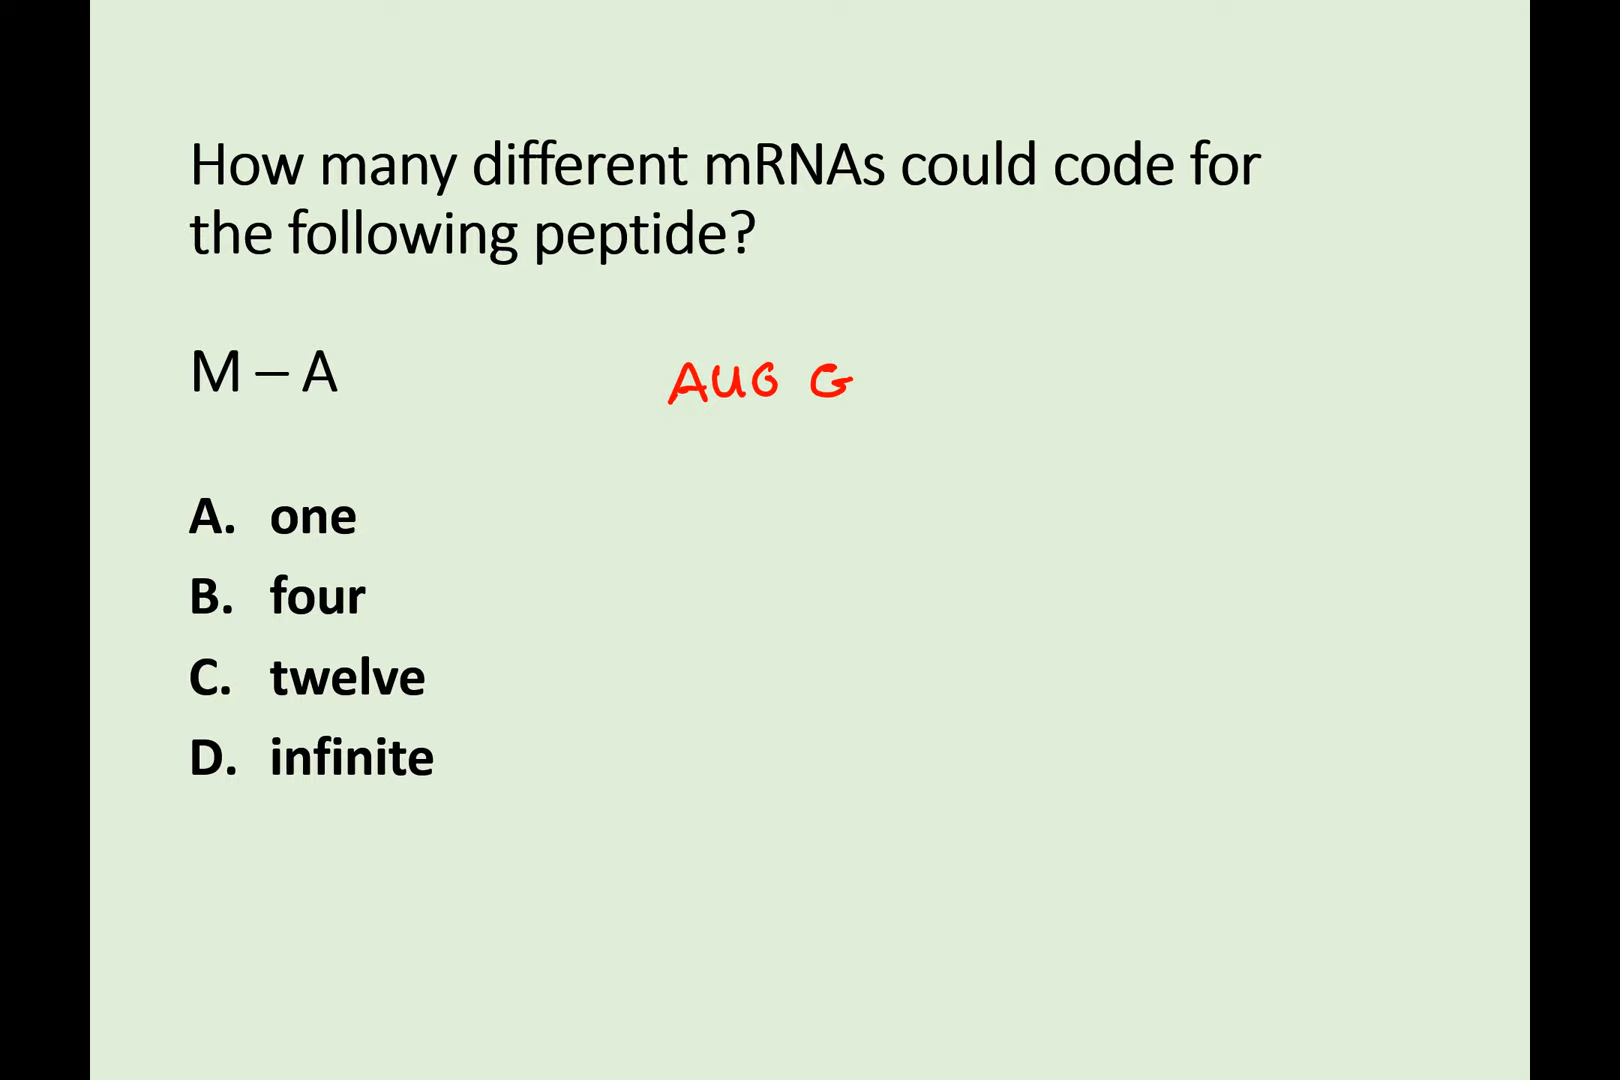 How many different mRNAs could code for
the following peptide?
M – A AUG G
A. one
B. four
C. twelve
D. infinite